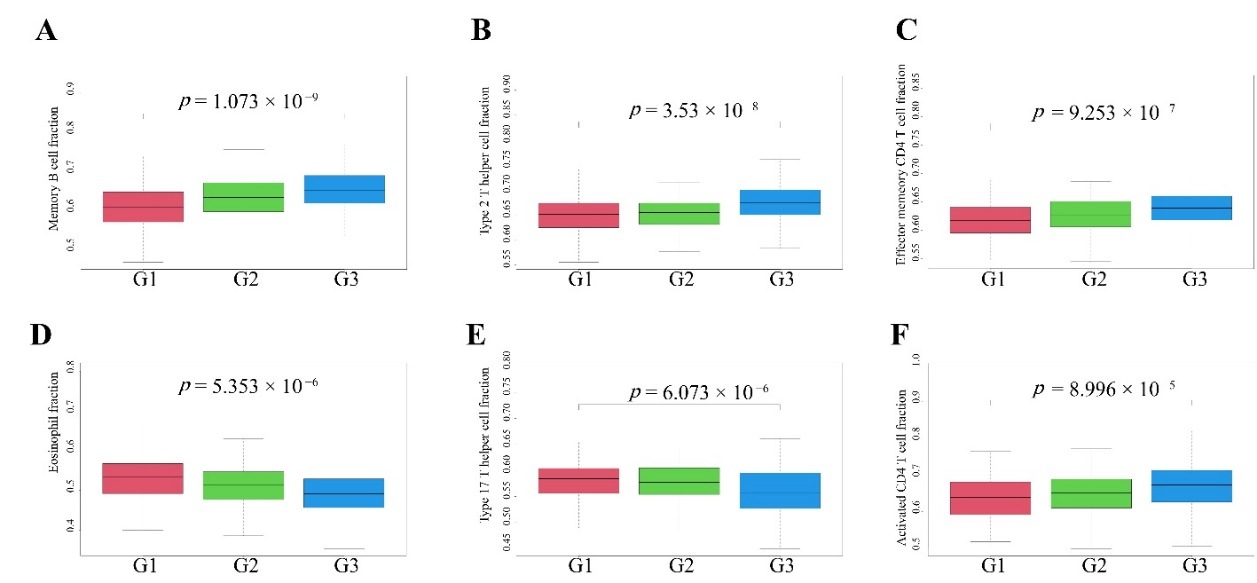 A
Memory B cell fraction
0.9
0.8
0.7
0.6
0.5
p = 1.073 × 10⁻⁹
G1 G2 G3
B
Type 2 T helper cell fraction
0.90
0.85
0.80
0.75
0.70
0.65
0.60
0.55
p = 3.53 × 10 ⁸
G1 G2 G3
C
Effector memory CD4 T cell fraction
0.85
0.80
0.75
0.70
0.65
0.60
0.55
p = 9.253 × 10 ⁷
G1 G2 G3
D
Eosinophil fraction
0.8
0.7
0.6
0.5
0.4
p = 5.353 × 10⁻⁶
G1 G2 G3
E
Type 17 T helper cell fraction
0.80
0.75
0.70
0.65
0.60
0.55
0.50
0.45
p = 6.073 × 10⁻⁶
G1 G2 G3
F
Activated CD4 T cell fraction
1.0
0.9
0.8
0.7
0.6
0.5
p = 8.996 × 10 ⁵
G1 G2 G3